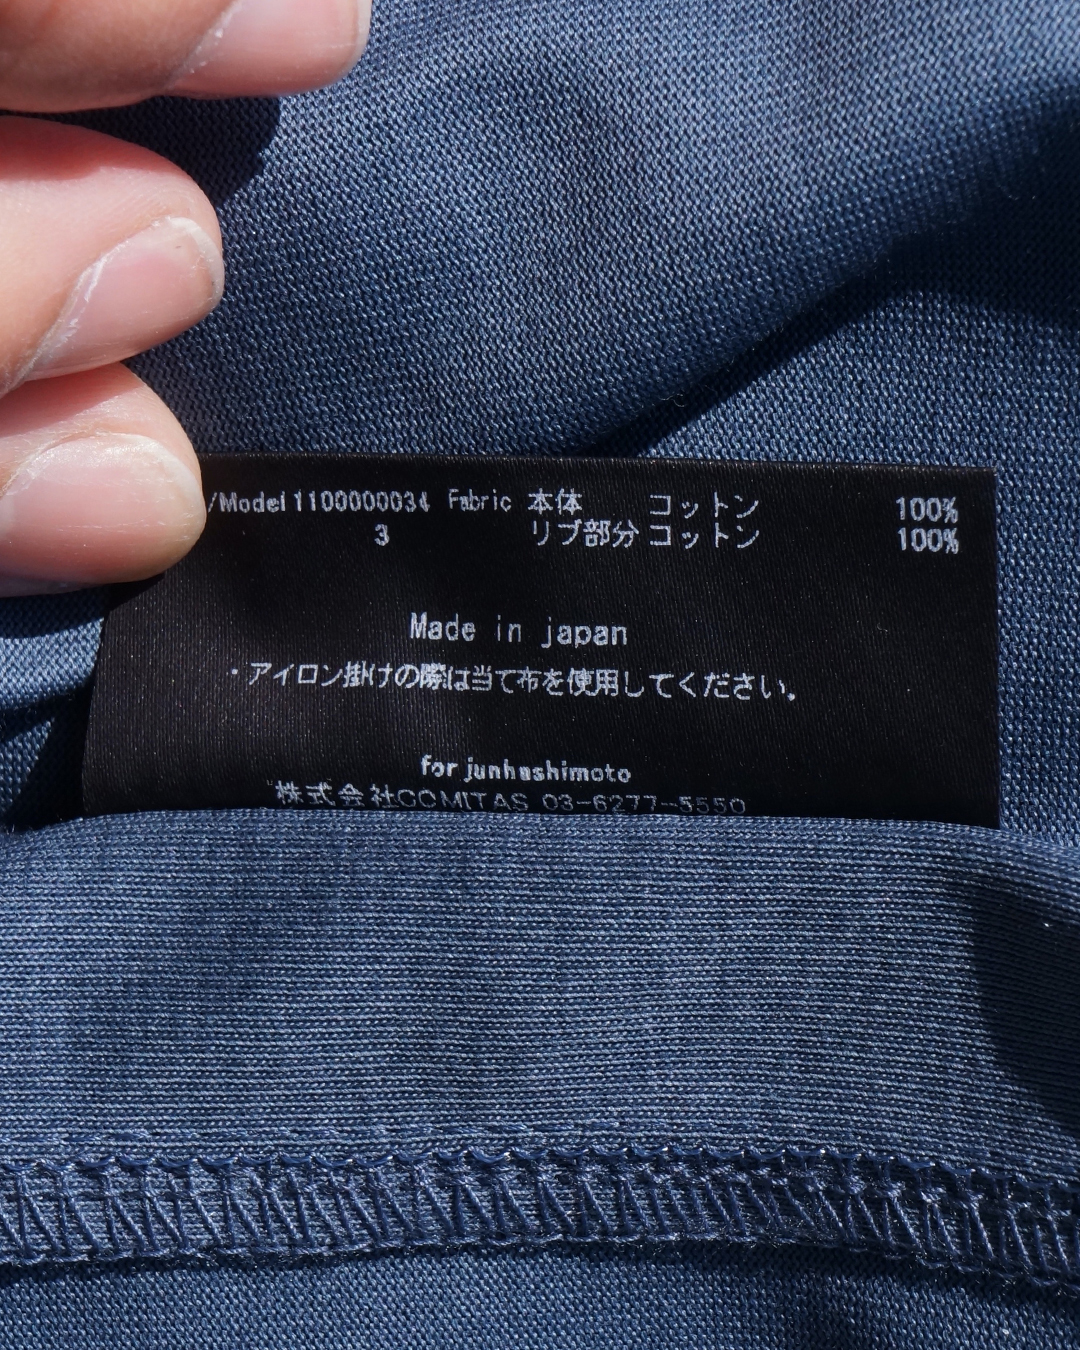 /Model 1100000034 Fabric 本体 コットン 100%
3 リブ部分 コットン 100%
Made in japan
・アイロン掛けの際は当て布を使用してください。
for junhashimoto
株式会社COMITAS 03-6277-5550